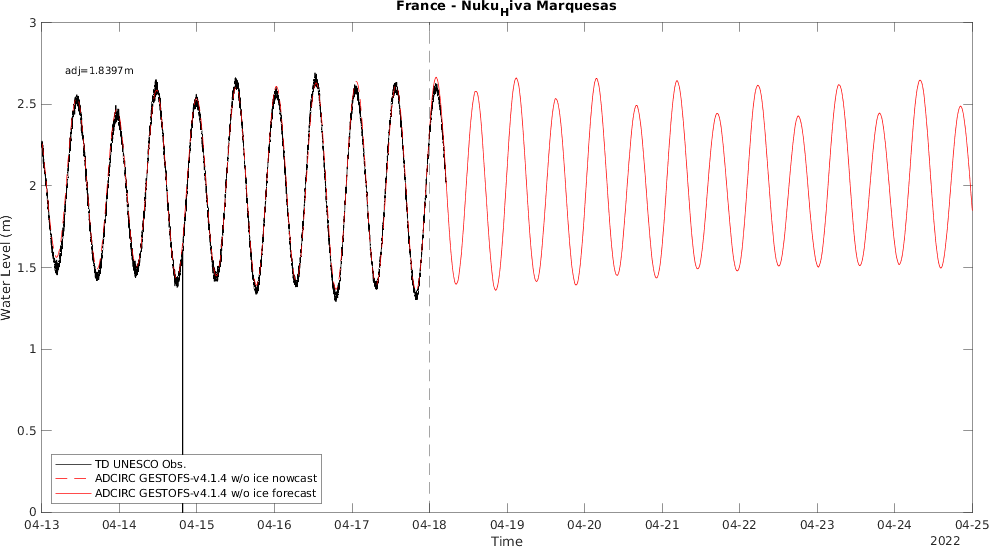 France - Nuku_Hiva Marquesas
3
adj=1.8397m
2.5
2
1.5
Water Level (m)
1
0.5
TD UNESCO Obs.
ADCIRC GESTOFS-v4.1.4 w/o ice nowcast
ADCIRC GESTOFS-v4.1.4 w/o ice forecast
0
04-13 04-14 04-15 04-16 04-17 04-18 04-19 04-20 04-21 04-22 04-23 04-24 04-25
Time
2022